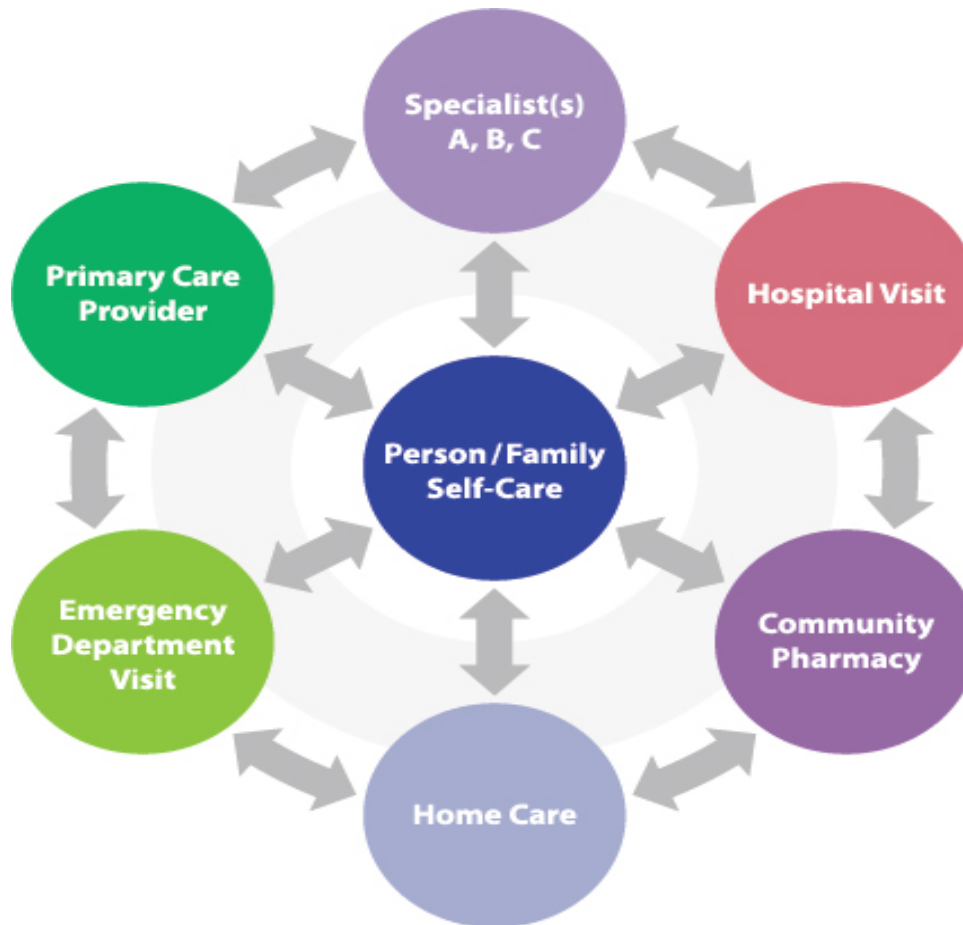 Specialist(s)
A, B, C
Primary Care
Provider
Hospital Visit
Person / Family
Self-Care
Emergency
Department
Visit
Community
Pharmacy
Home Care